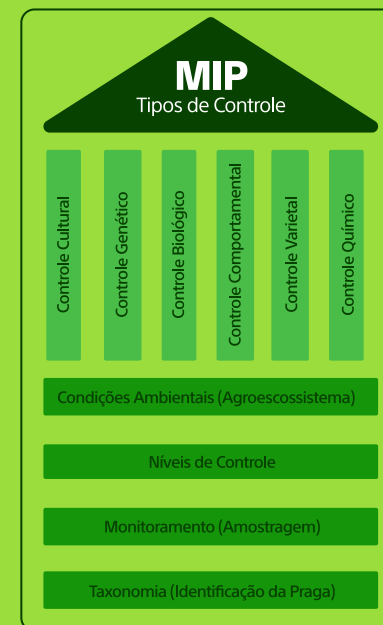 MIP
Tipos de Controle
Controle Cultural
Controle Genético
Controle Biológico
Controle Comportamental
Controle Varietal
Controle Químico
Condições Ambientais (Agroescossistema)
Níveis de Controle
Monitoramento (Amostragem)
Taxonomia (Identificação da Praga)